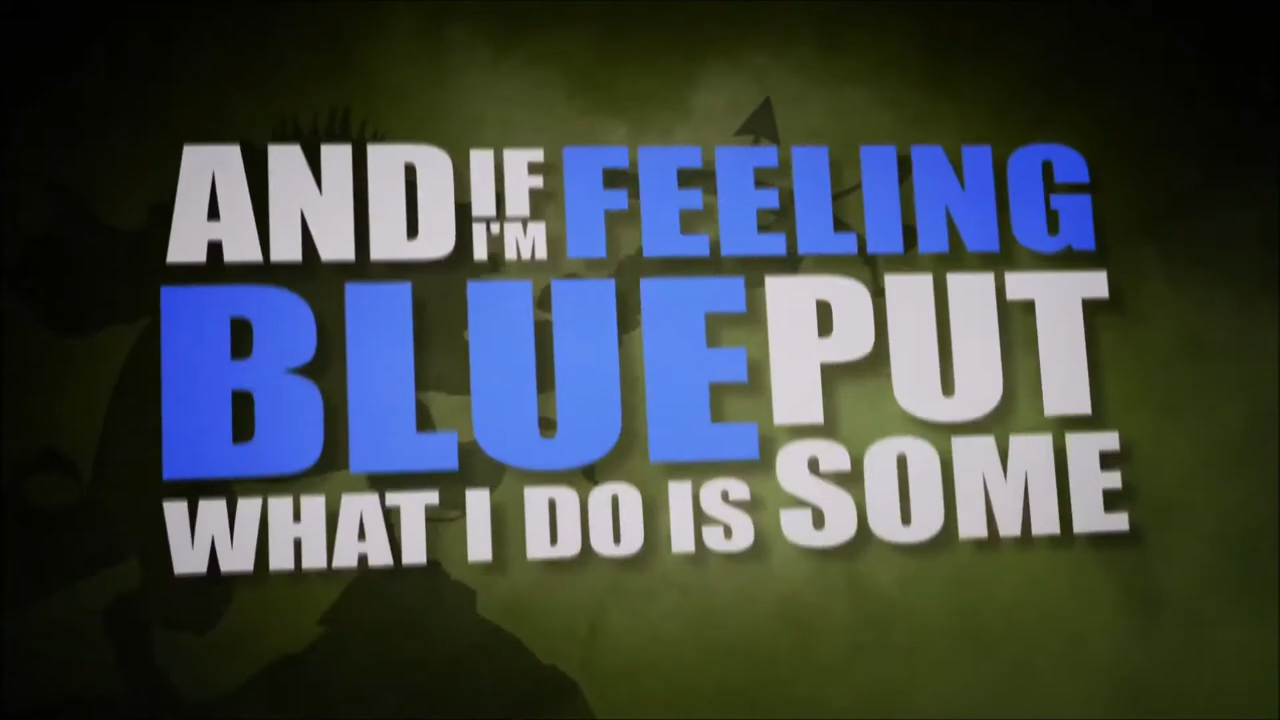 AND IF I'M FEELING
BLUE PUT
WHAT I DO IS SOME